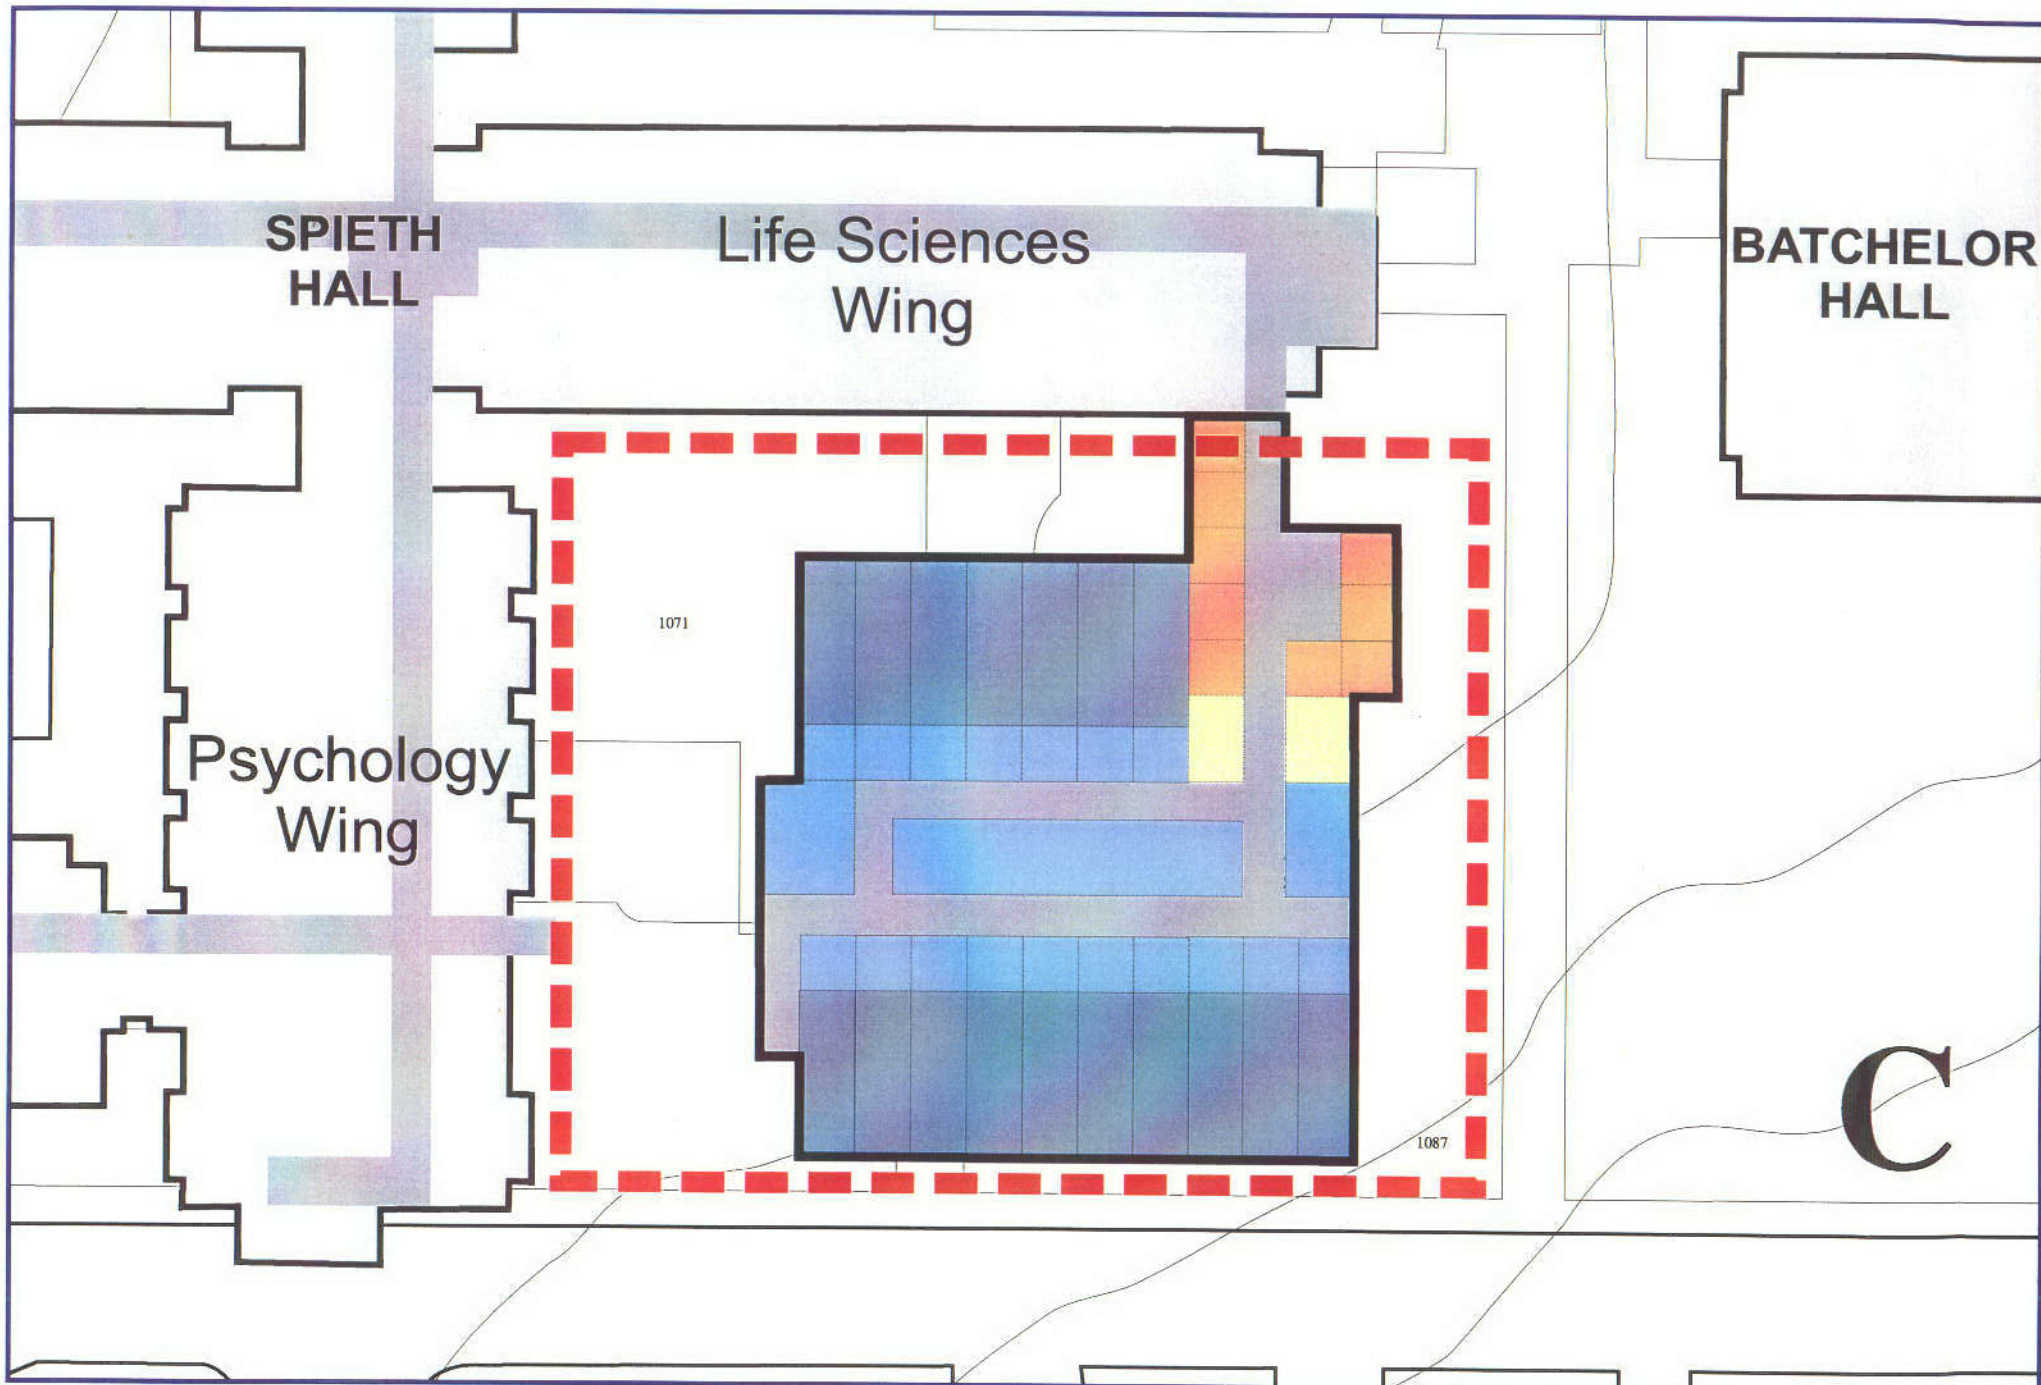 SPIETH
HALL
Life Sciences
Wing
BATCHELOR
HALL
1071
Psychology
Wing
1087
C